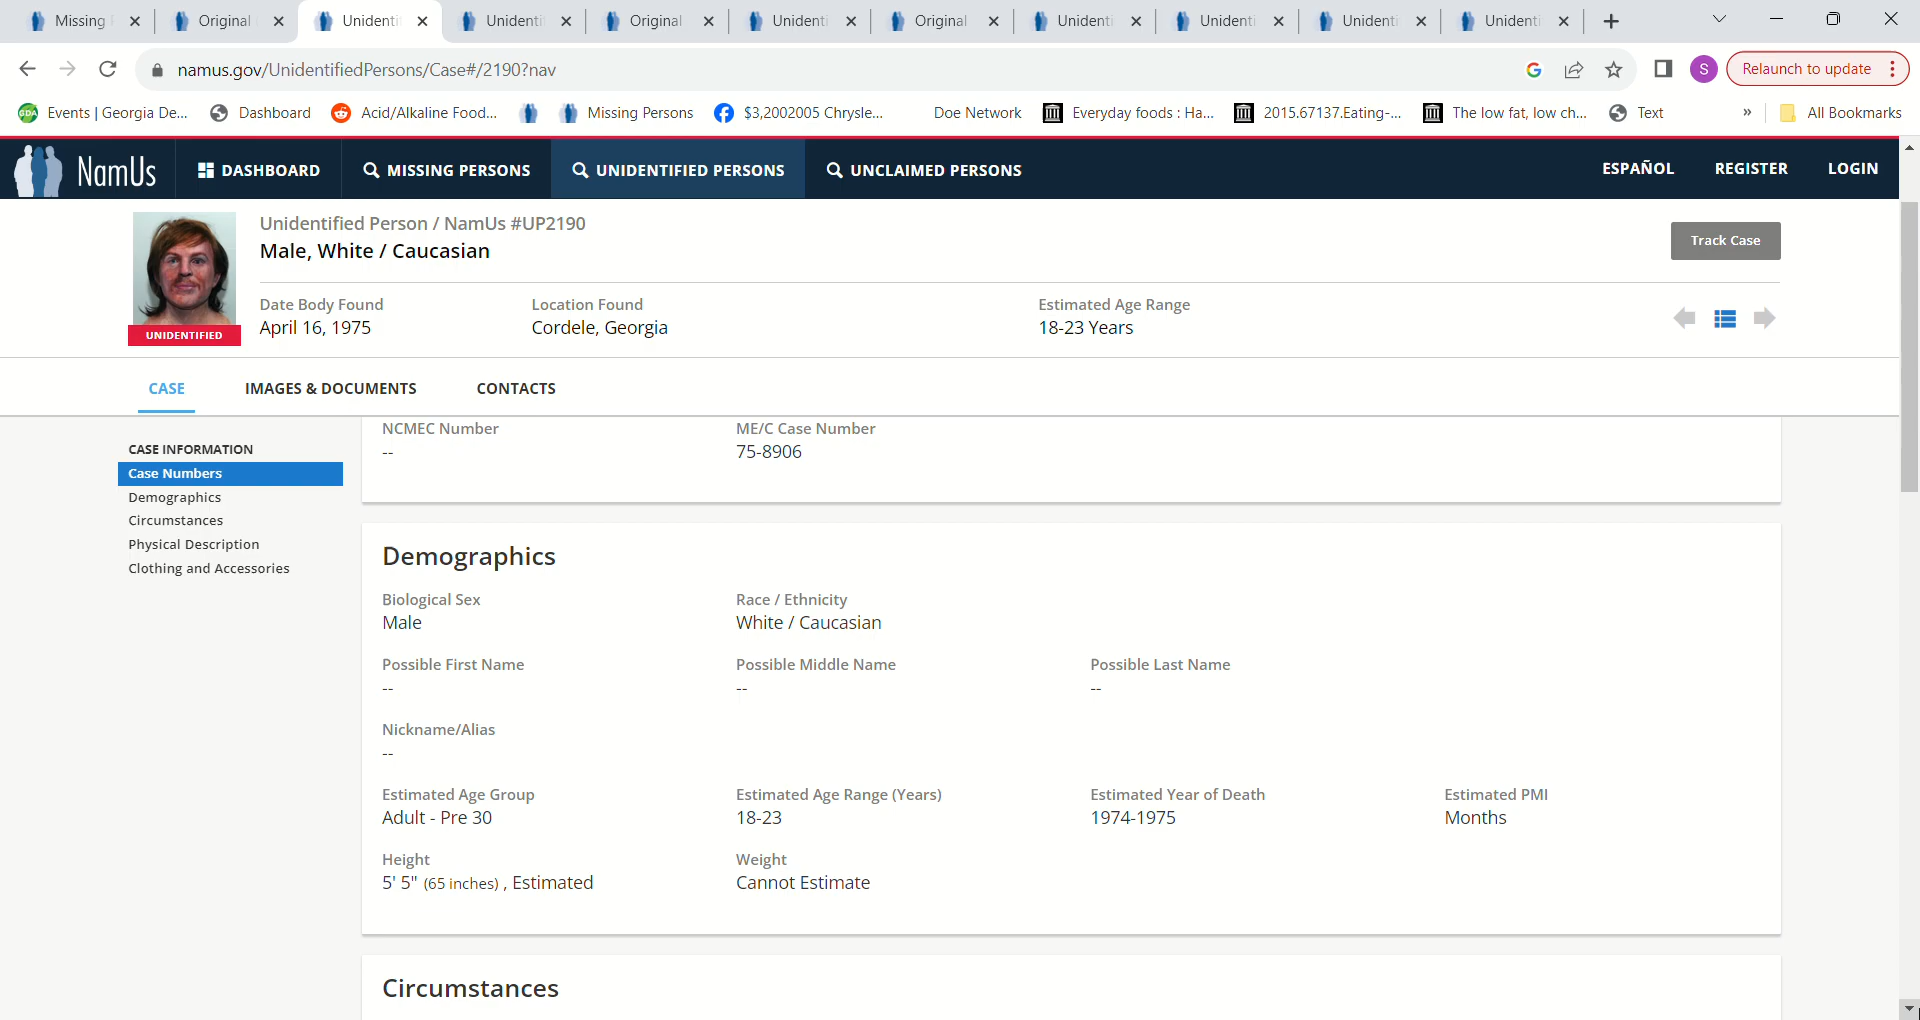 Missing
Original
Unidenti
Unidenti
Original
Unidenti
Original
Unidenti
Unidenti
Unidenti
Unidenti
namus.gov/UnidentifiedPersons/Case#/2190?nav
G
S
Relaunch to update
GDA
Events | Georgia De...
Dashboard
Acid/Alkaline Food...
Missing Persons
$3,2002005 Chrysle...
Doe Network
Everyday foods : Ha...
2015.67137.Eating-...
The low fat, low ch...
Text
»
All Bookmarks
NamUs
DASHBOARD
MISSING PERSONS
UNIDENTIFIED PERSONS
UNCLAIMED PERSONS
ESPAÑOL
REGISTER
LOGIN
UNIDENTIFIED
Unidentified Person / NamUs #UP2190
Male, White / Caucasian
Track Case
Date Body Found
April 16, 1975
Location Found
Cordele, Georgia
Estimated Age Range
18-23 Years
CASE
IMAGES & DOCUMENTS
CONTACTS
CASE INFORMATION
Case Numbers
Demographics
Circumstances
Physical Description
Clothing and Accessories
NCMEC Number
--
ME/C Case Number
75-8906
Demographics
Biological Sex
Male
Race / Ethnicity
White / Caucasian
Possible First Name
--
Possible Middle Name
--
Possible Last Name
--
Nickname/Alias
--
Estimated Age Group
Adult - Pre 30
Estimated Age Range (Years)
18-23
Estimated Year of Death
1974-1975
Estimated PMI
Months
Height
5' 5" (65 inches) , Estimated
Weight
Cannot Estimate
Circumstances